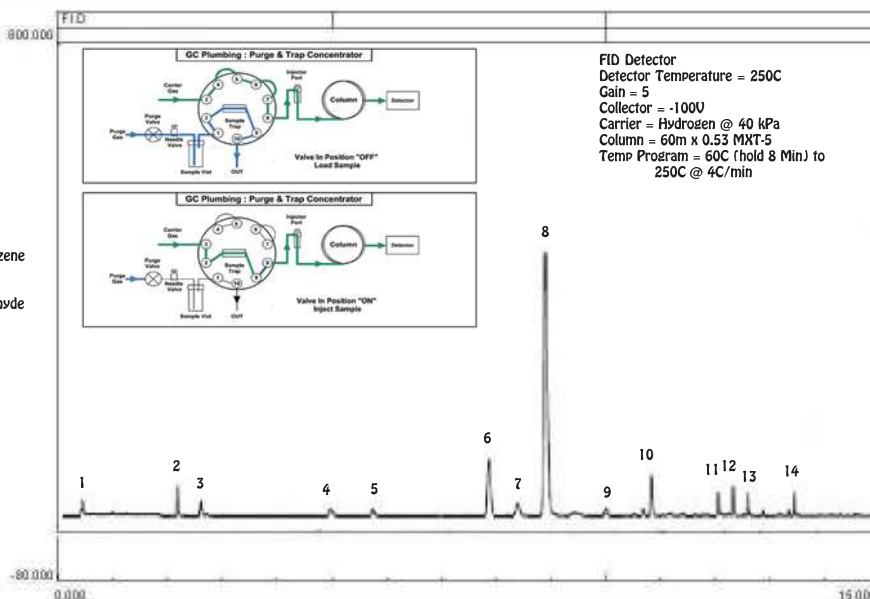 FID
800.000
GC Plumbing : Purge & Trap Concentrator
Carrier Gas
Injector Port
Column
Detector
Purge Valve
Sample Trap
Purge Gas
Needle Valve
Sample Vial
OUT
Valve In Position "OFF"
Load Sample
GC Plumbing : Purge & Trap Concentrator
Carrier Gas
Injector Port
Column
Detector
Purge Valve
Sample Trap
Purge Gas
Needle Valve
Sample Vial
OUT
Valve In Position "ON"
Inject Sample
FID Detector
Detector Temperature = 250C
Gain = 5
Collector = -100V
Carrier = Hydrogen @ 40 kPa
Column = 60m x 0.53 MXT-5
Temp Program = 60C (hold 8 Min) to
250C @ 4C/min
zene
hyde
1
2
3
4
5
6
7
8
9
10
11
12
13
14
-80.000
0.000
15.00